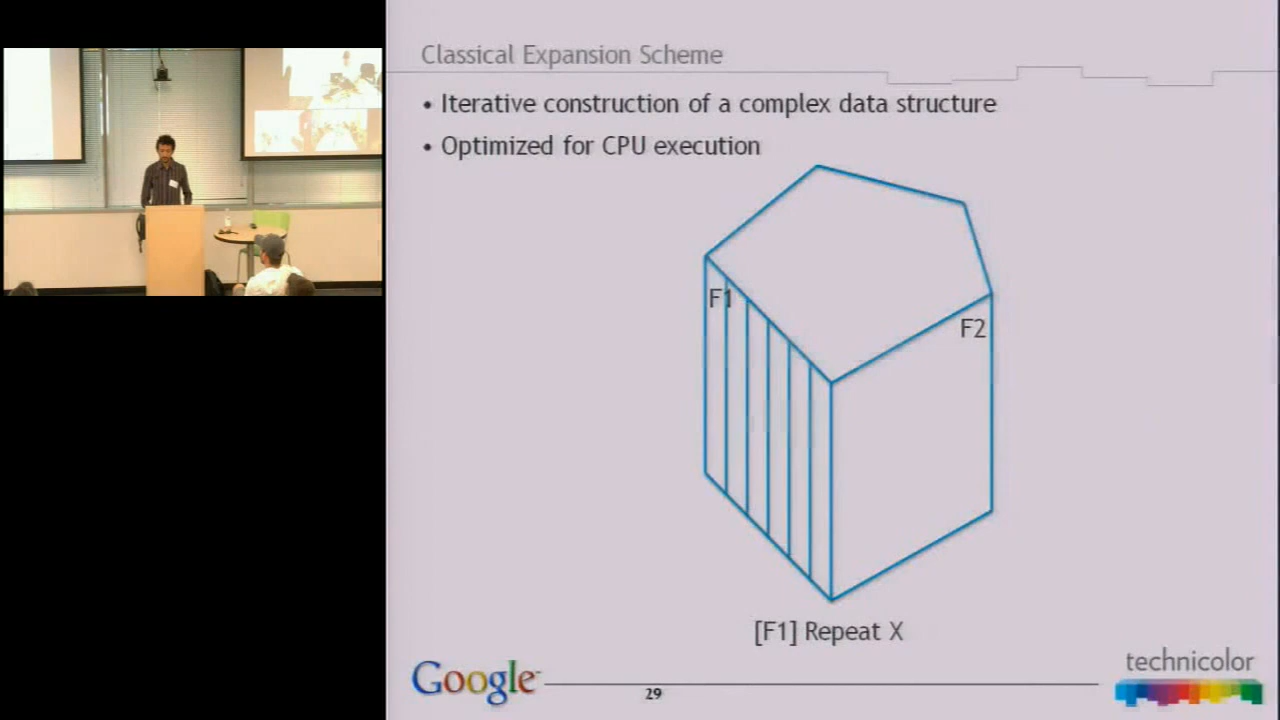 Classical Expansion Scheme
• Iterative construction of a complex data structure
• Optimized for CPU execution
F1
F2
[F1] Repeat X
Google
29
technicolor